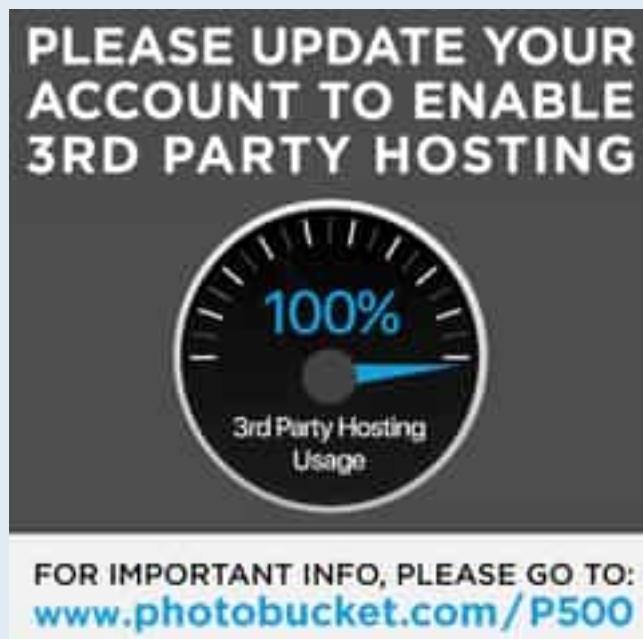 PLEASE UPDATE YOUR
ACCOUNT TO ENABLE
3RD PARTY HOSTING
100%
3rd Party Hosting
Usage
FOR IMPORTANT INFO, PLEASE GO TO:
www.photobucket.com/P500